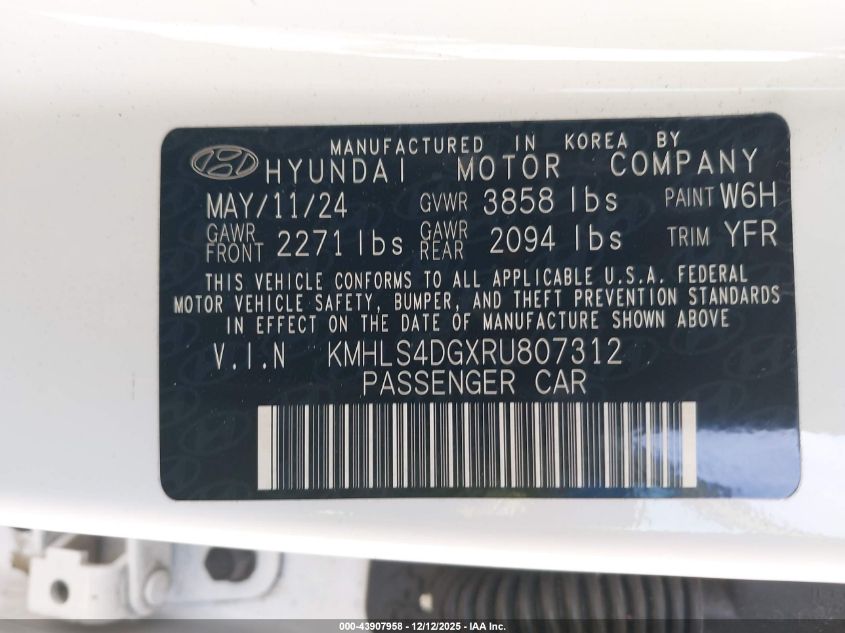 MANUFACTURED IN KOREA BY
HYUNDAI MOTOR COMPANY
MAY/11/24 GVWR 3858 lbs PAINT W6H
GAWR FRONT 2271 lbs GAWR REAR 2094 lbs TRIM YFR
THIS VEHICLE CONFORMS TO ALL APPLICABLE U.S.A. FEDERAL
MOTOR VEHICLE SAFETY, BUMPER, AND THEFT PREVENTION STANDARDS
IN EFFECT ON THE DATE OF MANUFACTURE SHOWN ABOVE
V.I.N KMHLS4DGXRU807312
PASSENGER CAR
000-43907958 - 12/12/2025 - IAA Inc.